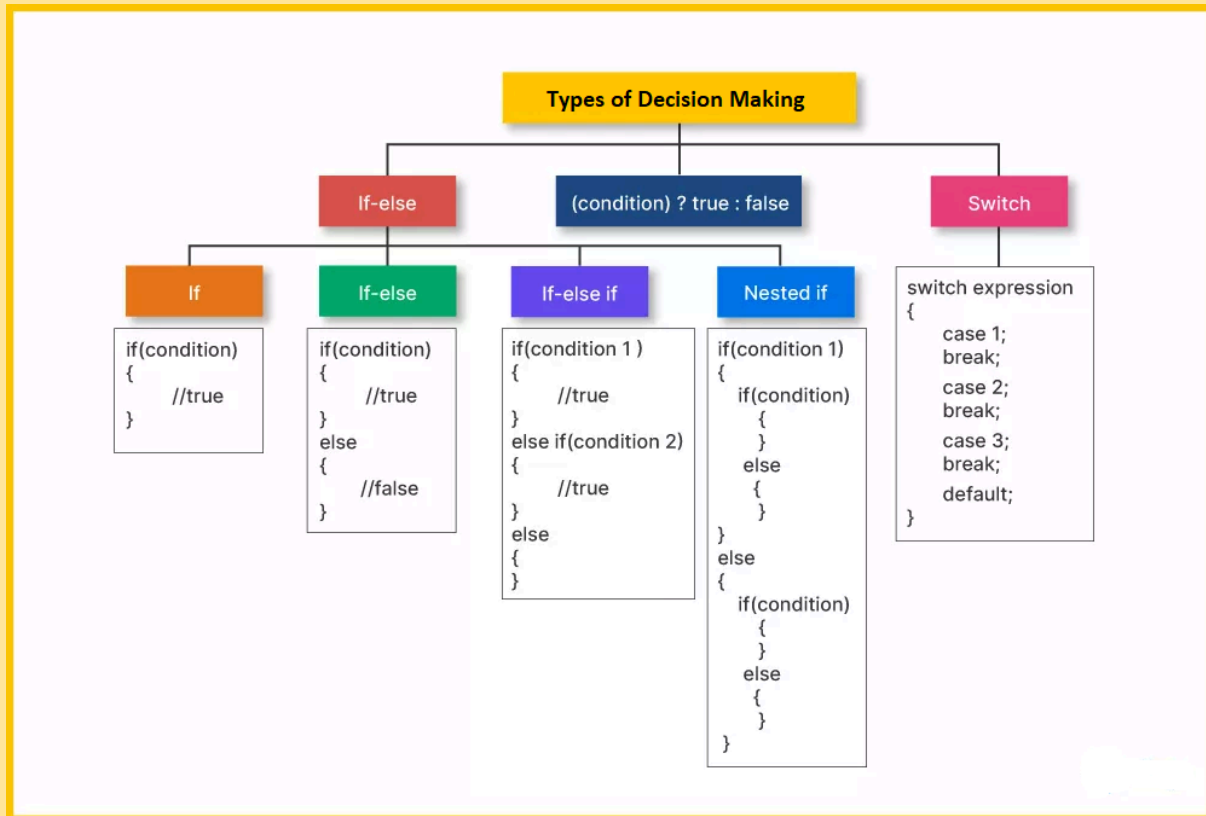 Types of Decision Making
If-else
(condition) ? true : false
Switch
If
If-else
If-else if
Nested if
if(condition)
{
//true
}
if(condition)
{
//true
}
else
{
//false
}
if(condition 1 )
{
//true
}
else if(condition 2)
{
//true
}
else
{
}
if(condition 1)
{
if(condition)
{
}
else
{
}
}
else
{
if(condition)
{
}
else
{
}
}
switch expression
{
case 1;
break;
case 2;
break;
case 3;
break;
default;
}